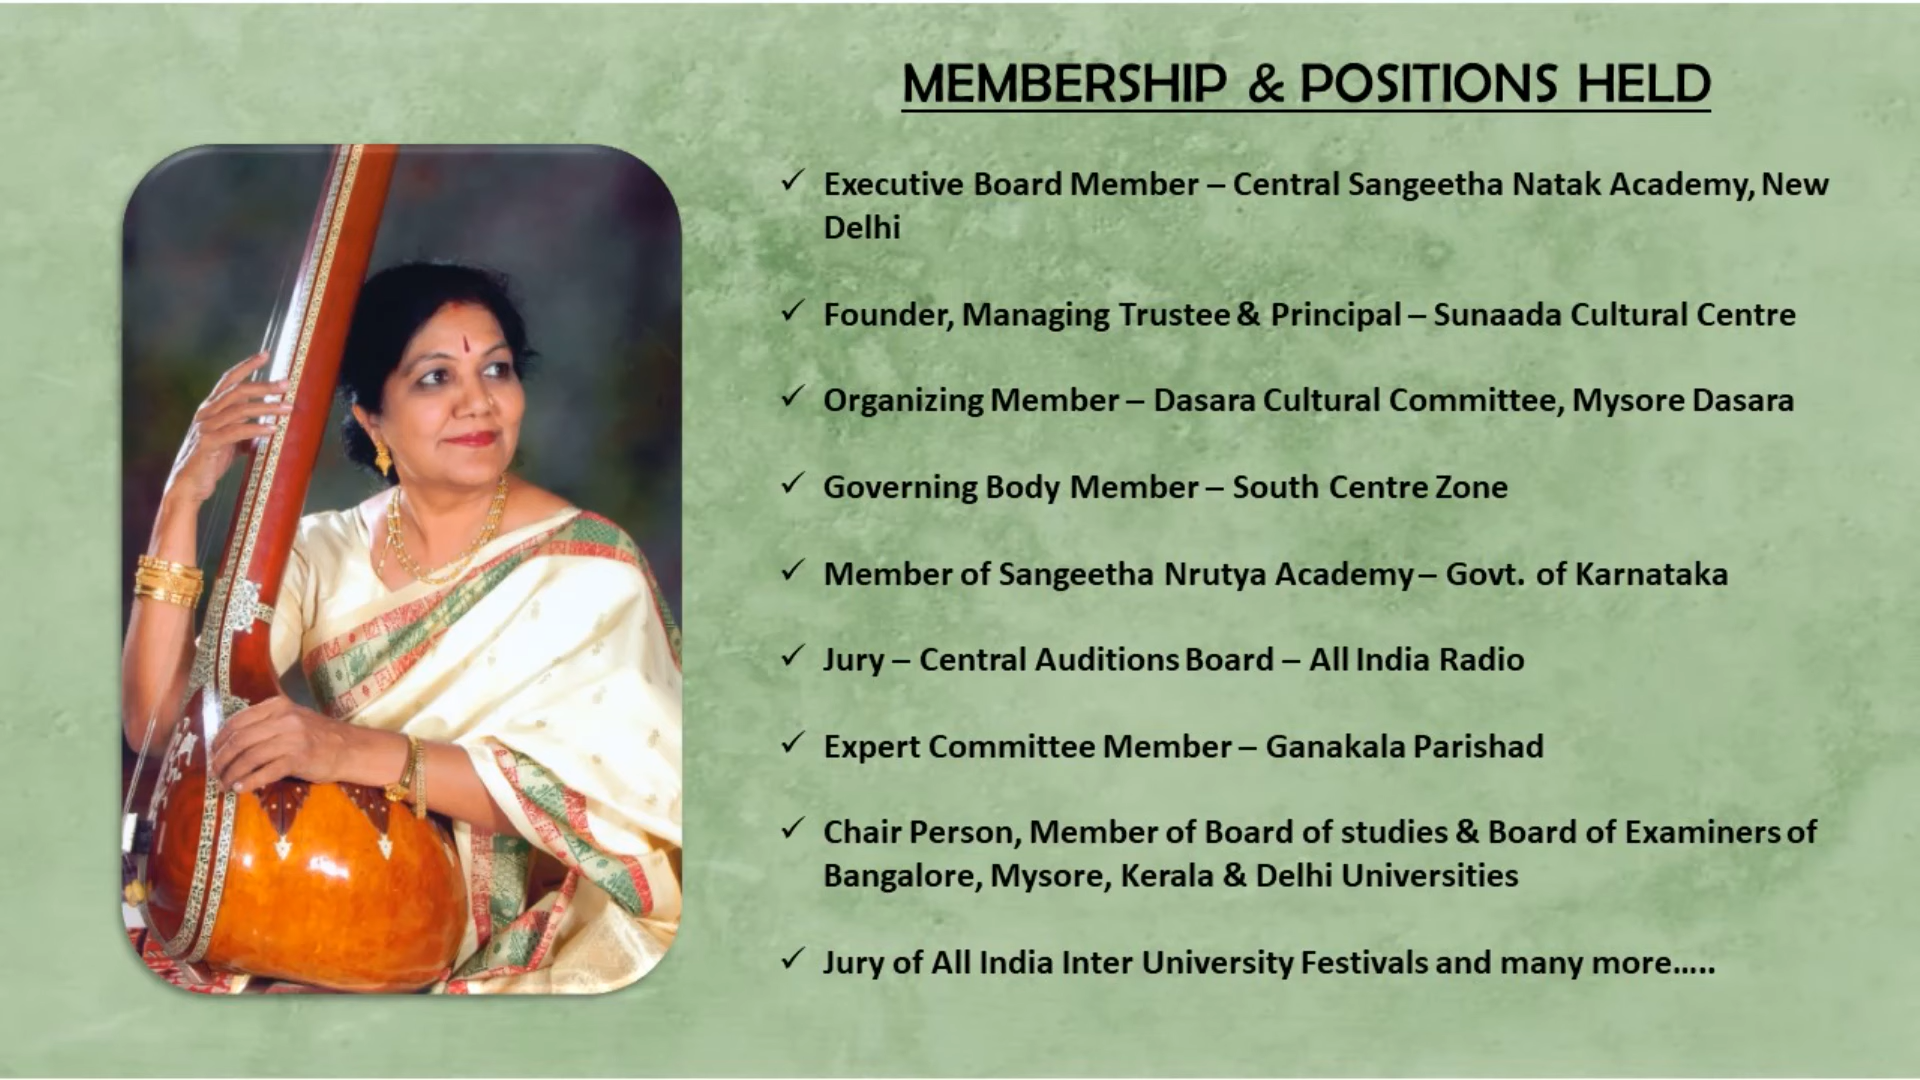 MEMBERSHIP & POSITIONS HELD
✓ Executive Board Member – Central Sangeetha Natak Academy, New
Delhi
✓ Founder, Managing Trustee & Principal – Sunaada Cultural Centre
✓ Organizing Member – Dasara Cultural Committee, Mysore Dasara
✓ Governing Body Member – South Centre Zone
✓ Member of Sangeetha Nrutya Academy – Govt. of Karnataka
✓ Jury – Central Auditions Board – All India Radio
✓ Expert Committee Member – Ganakala Parishad
✓ Chair Person, Member of Board of studies & Board of Examiners of
Bangalore, Mysore, Kerala & Delhi Universities
✓ Jury of All India Inter University Festivals and many more…..